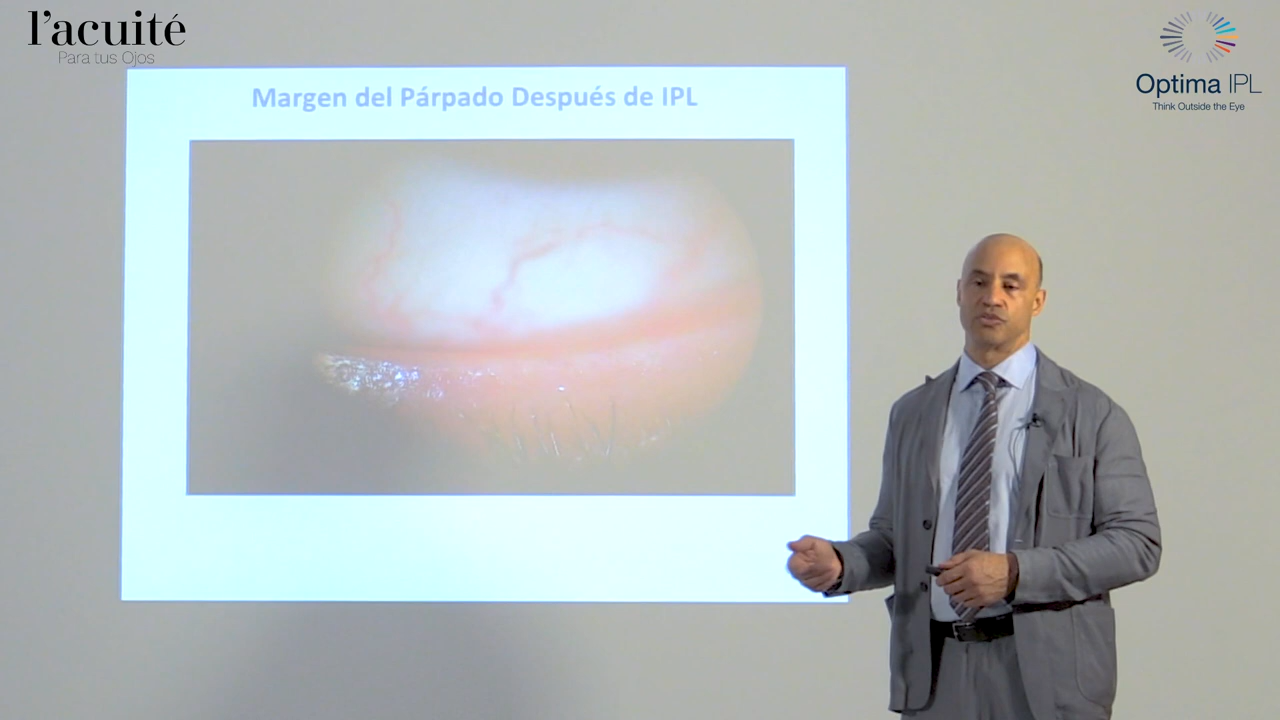 l'acuité
Para tus Ojos
Optima IPL
Think Outside the Eye
Margen del Párpado Después de IPL